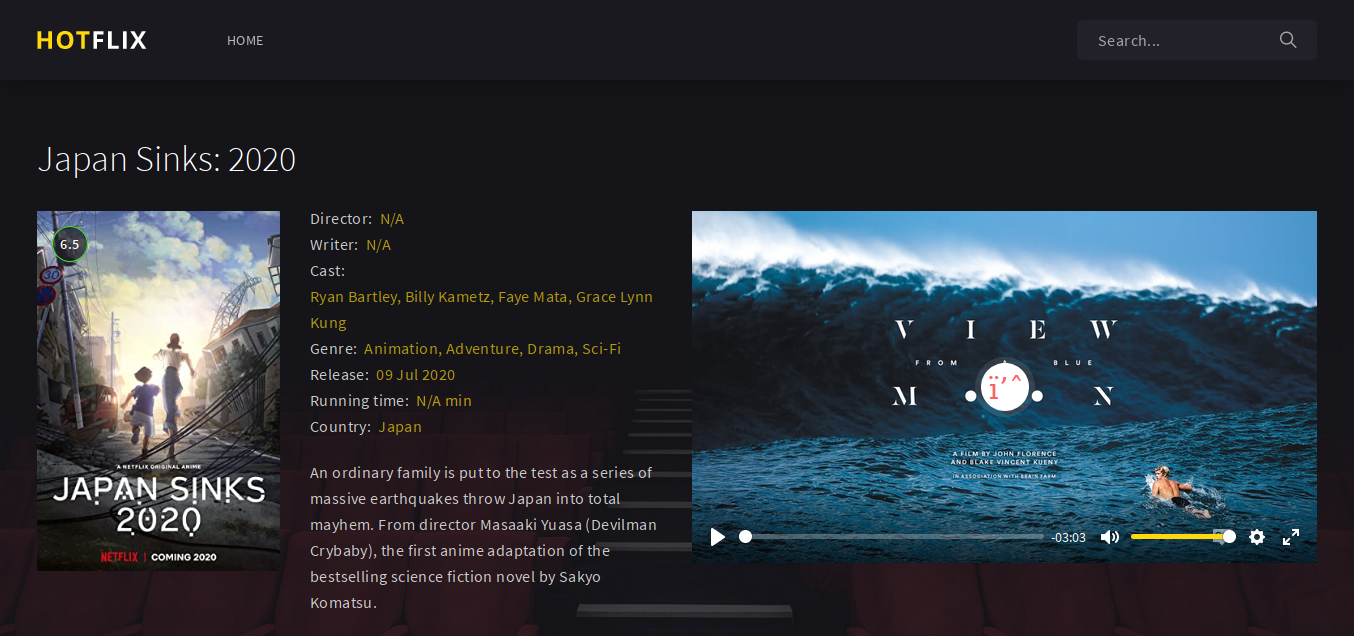 HOTFLIX
HOME
Search...
Japan Sinks: 2020
6.5
30
A NETFLIX ORIGINAL ANIME
JAPAN SINKS
2020
NETFLIX | COMING 2020
Director: N/A
Writer: N/A
Cast:
Ryan Bartley, Billy Kametz, Faye Mata, Grace Lynn
Kung
Genre: Animation, Adventure, Drama, Sci-Fi
Release: 09 Jul 2020
Running time: N/A min
Country: Japan
An ordinary family is put to the test as a series of
massive earthquakes throw Japan into total
mayhem. From director Masaaki Yuasa (Devilman
Crybaby), the first anime adaptation of the
bestselling science fiction novel by Sakyo
Komatsu.
VIEW
FROM A BLUE
M●●N
A FILM BY JOHN FLORENCE
AND BLAKE VINCENT KUENY
IN ASSOCIATION WITH BRAIN FARM
-03:03